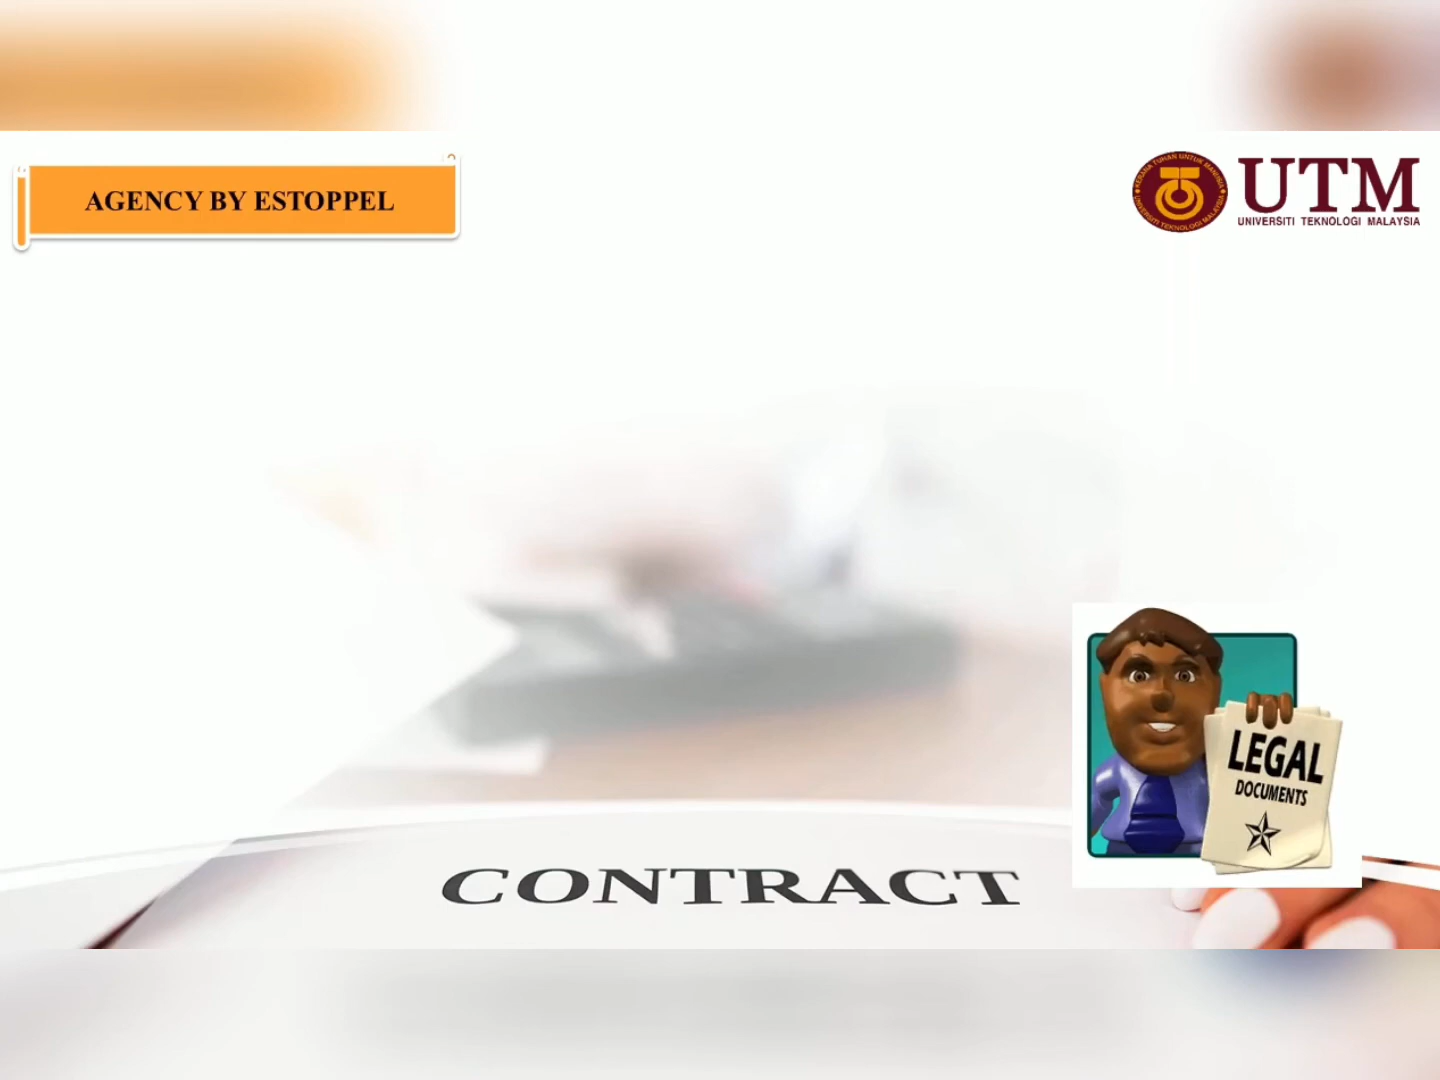 AGENCY BY ESTOPPEL
UTM
UNIVERSITI TEKNOLOGI MALAYSIA
LEGAL
DOCUMENTS
CONTRACT